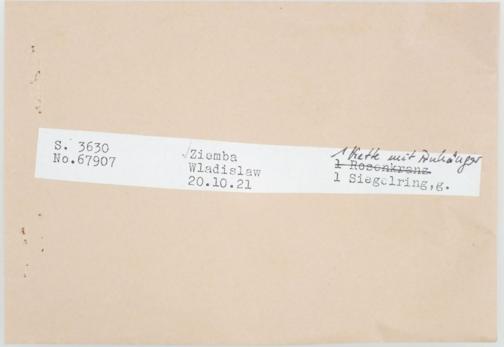 S. 3630
No.67907
Ziomba
Wladislaw
20.10.21
1 Kette mit Anhänger
1 Rosenkranz
1 Siegelring,g.